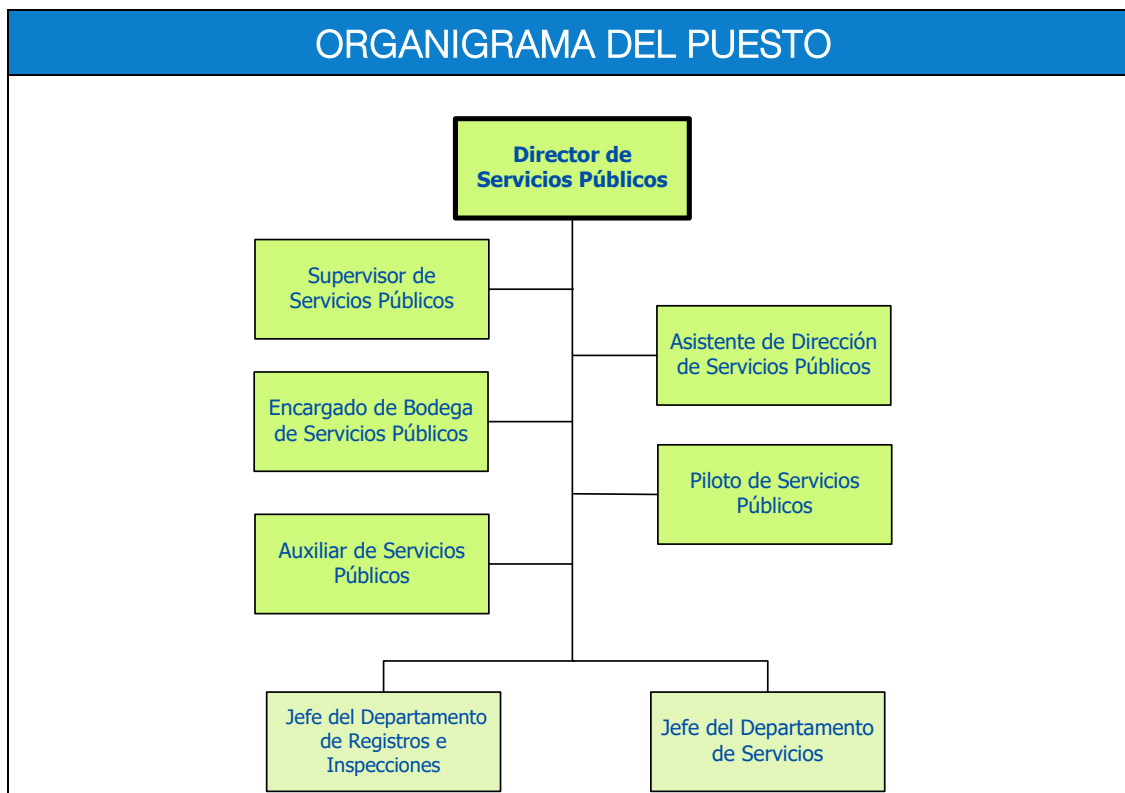 ORGANIGRAMA DEL PUESTO
Director de
Servicios Públicos
Supervisor de
Servicios Públicos
Asistente de Dirección
de Servicios Públicos
Encargado de Bodega
de Servicios Públicos
Piloto de Servicios
Públicos
Auxiliar de Servicios
Públicos
Jefe del Departamento
de Registros e
Inspecciones
Jefe del Departamento
de Servicios